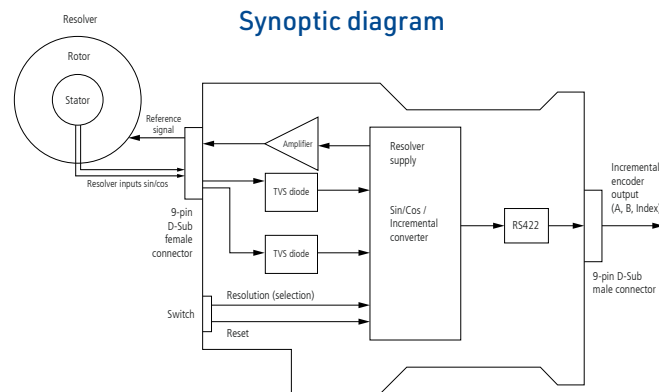 Synoptic diagram
Resolver
Rotor
Stator
Reference
signal
Resolver inputs sin/cos
9-pin
D-Sub
female
connector
Switch
Amplifier
TVS diode
TVS diode
Resolution (selection)
Reset
Resolver
supply
Sin/Cos /
Incremental
converter
RS422
Incremental
encoder
output
(A, B, Index)
9-pin D-Sub
male connector